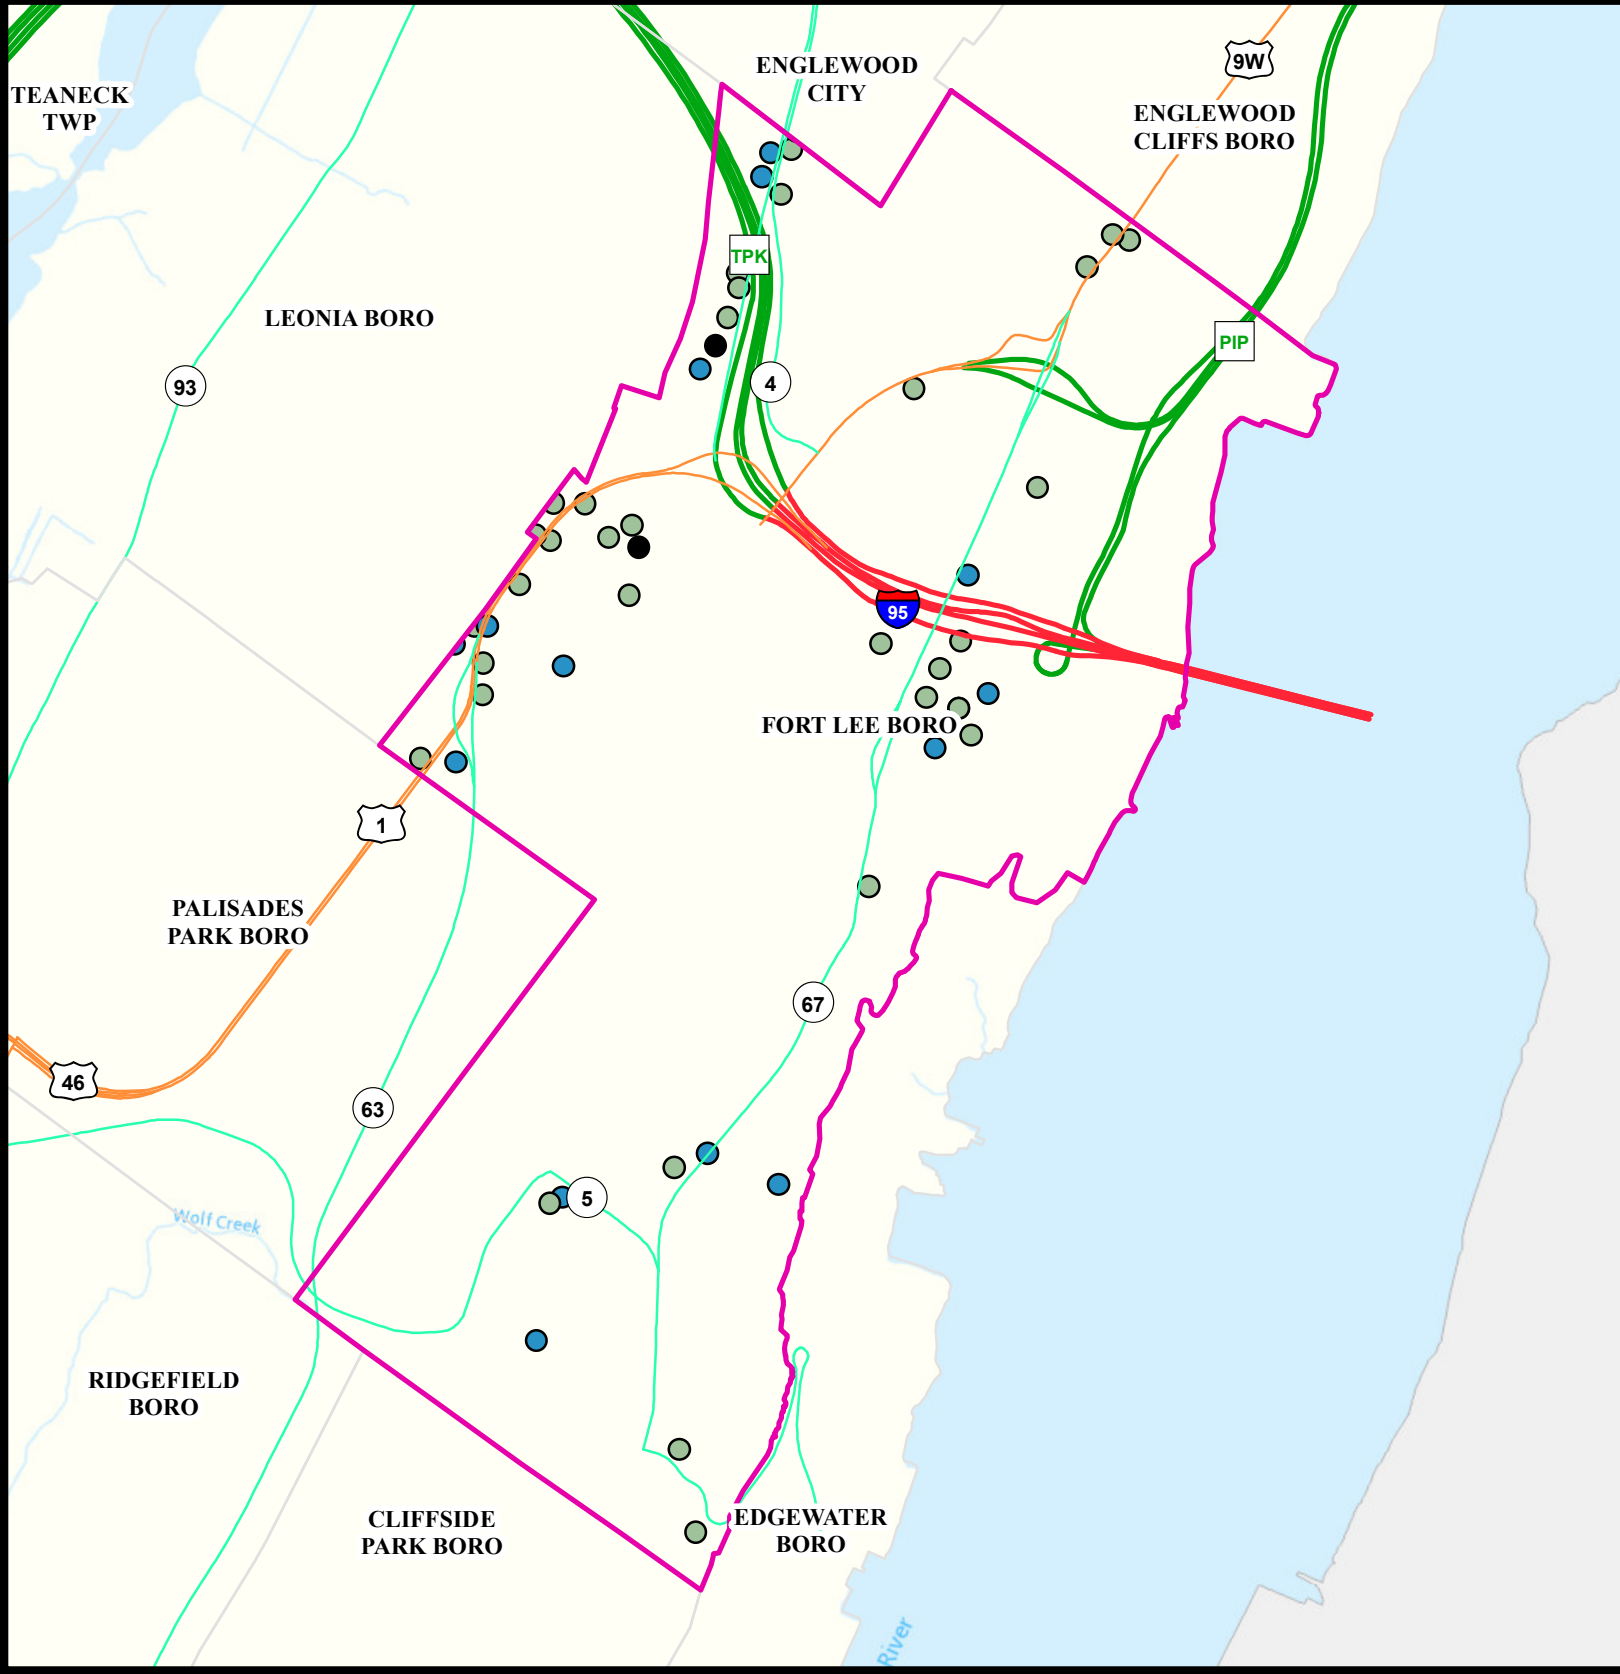 ENGLEWOOD
CITY
9W
TEANECK
TWP
ENGLEWOOD
CLIFFS BORO
TPK
LEONIA BORO
PIP
93
4
95
FORT LEE BORO
1
PALISADES
PARK BORO
67
46
63
5
Wolf Creek
RIDGEFIELD
BORO
CLIFFSIDE
PARK BORO
EDGEWATER
BORO
River